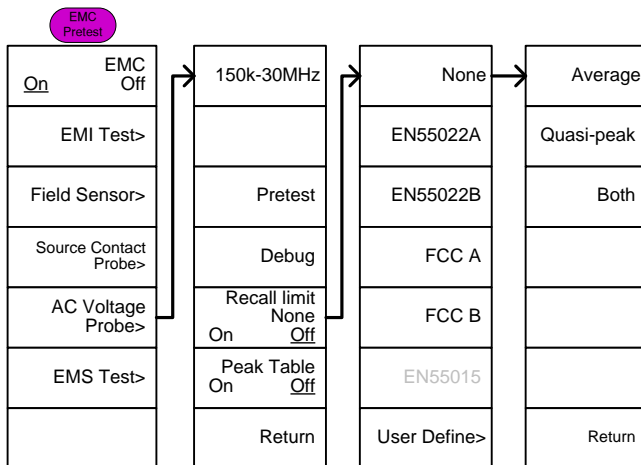 EMC
Pretest
EMC
On Off
EMI Test>
Field Sensor>
Source Contact
Probe>
AC Voltage
Probe>
EMS Test>
150k-30MHz
Pretest
Debug
Recall limit
None
On Off
Peak Table
On Off
Return
None
EN55022A
EN55022B
FCC A
FCC B
EN55015
User Define>
Average
Quasi-peak
Both
Return